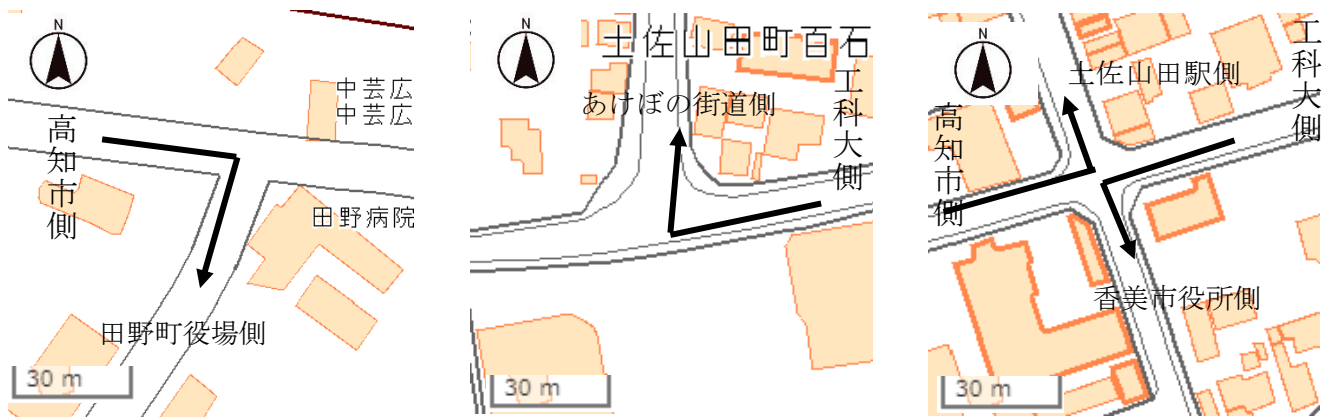 N
中芸広
中芸広
高知市側
田野病院
田野町役場側
30 m
N
土佐山田町百石
あけぼの街道側
工科大側
30 m
N
土佐山田駅側
工科大側
高知市側
香美市役所側
30 m